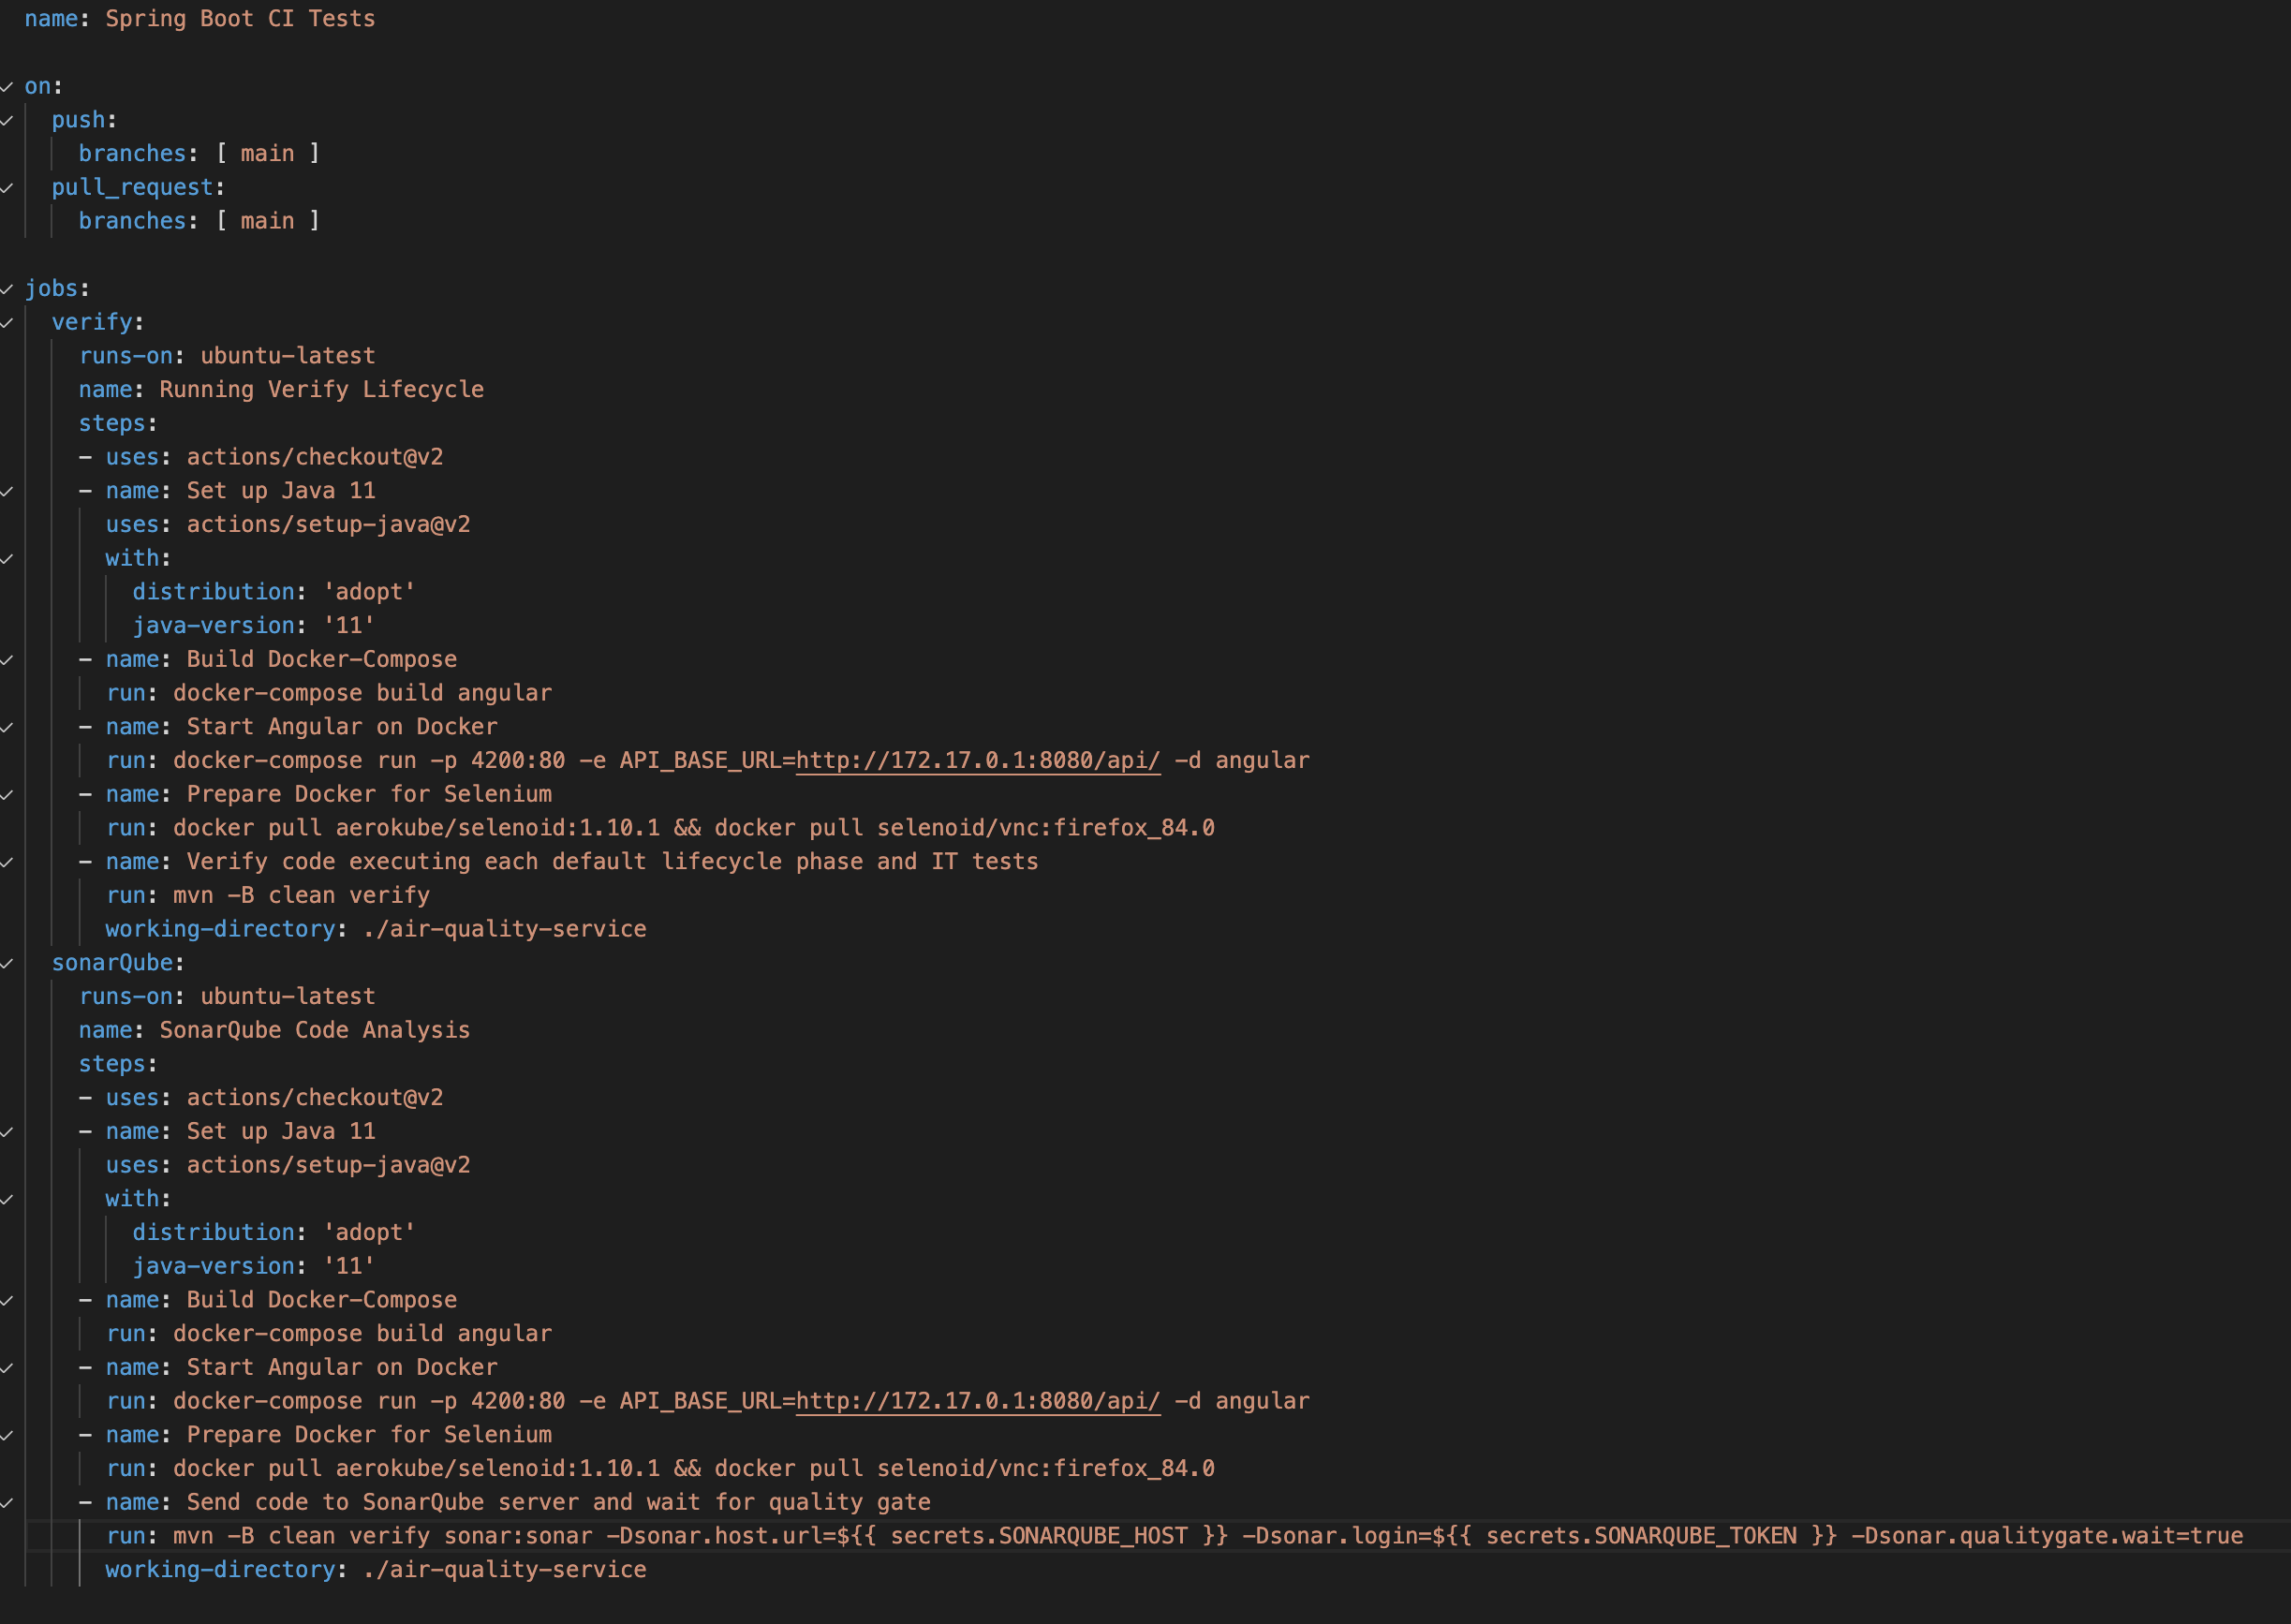 name: Spring Boot CI Tests

on:
  push:
    branches: [ main ]
  pull_request:
    branches: [ main ]

jobs:
  verify:
    runs-on: ubuntu-latest
    name: Running Verify Lifecycle
    steps:
    - uses: actions/checkout@v2
    - name: Set up Java 11
      uses: actions/setup-java@v2
      with:
        distribution: 'adopt'
        java-version: '11'
    - name: Build Docker-Compose
      run: docker-compose build angular
    - name: Start Angular on Docker
      run: docker-compose run -p 4200:80 -e API_BASE_URL=http://172.17.0.1:8080/api/ -d angular
    - name: Prepare Docker for Selenium
      run: docker pull aerokube/selenoid:1.10.1 && docker pull selenoid/vnc:firefox_84.0
    - name: Verify code executing each default lifecycle phase and IT tests
      run: mvn -B clean verify
      working-directory: ./air-quality-service
  sonarQube:
    runs-on: ubuntu-latest
    name: SonarQube Code Analysis
    steps:
    - uses: actions/checkout@v2
    - name: Set up Java 11
      uses: actions/setup-java@v2
      with:
        distribution: 'adopt'
        java-version: '11'
    - name: Build Docker-Compose
      run: docker-compose build angular
    - name: Start Angular on Docker
      run: docker-compose run -p 4200:80 -e API_BASE_URL=http://172.17.0.1:8080/api/ -d angular
    - name: Prepare Docker for Selenium
      run: docker pull aerokube/selenoid:1.10.1 && docker pull selenoid/vnc:firefox_84.0
    - name: Send code to SonarQube server and wait for quality gate
      run: mvn -B clean verify sonar:sonar -Dsonar.host.url=${{ secrets.SONARQUBE_HOST }} -Dsonar.login=${{ secrets.SONARQUBE_TOKEN }} -Dsonar.qualitygate.wait=true
      working-directory: ./air-quality-service